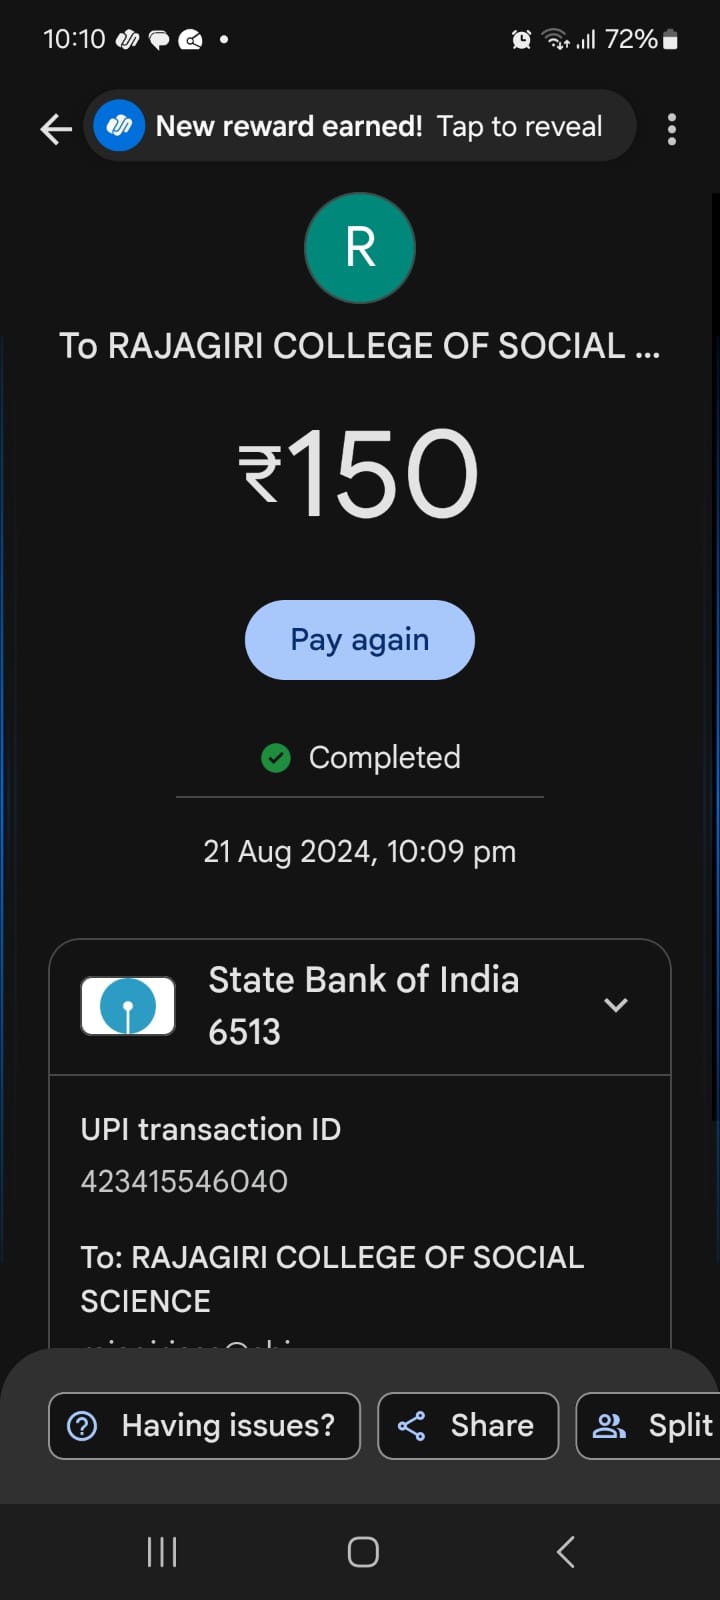 10:10
72%
New reward earned! Tap to reveal
R
To RAJAGIRI COLLEGE OF SOCIAL ...
₹150
Pay again
Completed
21 Aug 2024, 10:09 pm
State Bank of India
6513
UPI transaction ID
423415546040
To: RAJAGIRI COLLEGE OF SOCIAL
SCIENCE
Having issues?
Share
Split